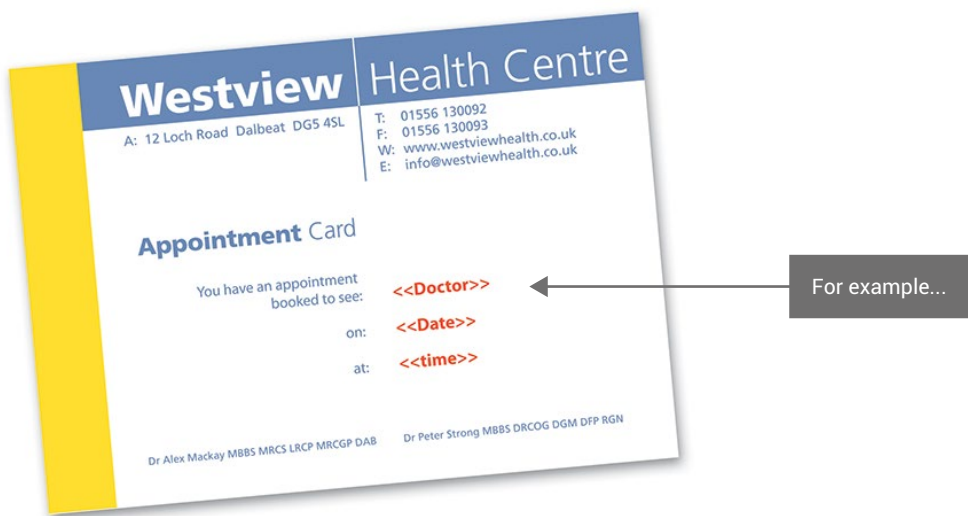 Westview Health Centre
A: 12 Loch Road Dalbeat DG5 4SL
T: 01556 130092
F: 01556 130093
W: www.westviewhealth.co.uk
E: info@westviewhealth.co.uk
Appointment Card
You have an appointment
booked to see: <<Doctor>>
on: <<Date>>
at: <<time>>
Dr Alex Mackay MBBS MRCS LRCP MRCGP DAB Dr Peter Strong MBBS DRCOG DGM DFP RGN
For example...